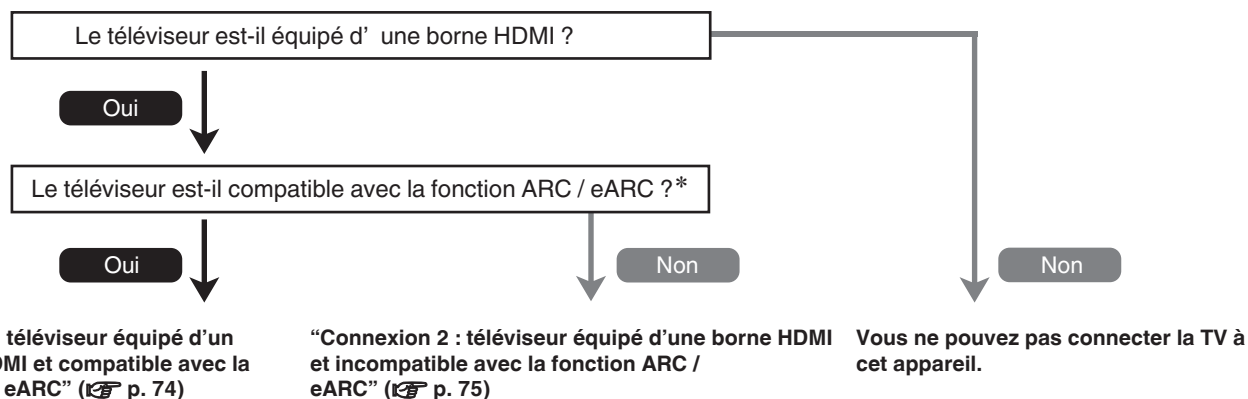 Le téléviseur est-il équipé d’ une borne HDMI ?
Oui
Le téléviseur est-il compatible avec la fonction ARC / eARC ?*
Oui
Non
Non
téléviseur équipé d’un
MI et compatible avec la
eARC” (☞ p. 74)
“Connexion 2 : téléviseur équipé d’une borne HDMI
et incompatible avec la fonction ARC /
eARC” (☞ p. 75)
Vous ne pouvez pas connecter la TV à
cet appareil.